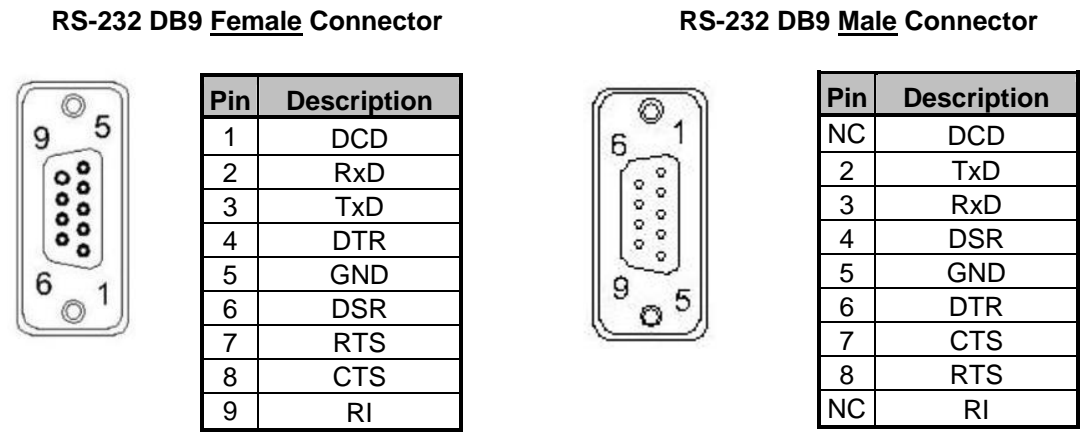 RS-232 DB9 Female Connector
9 5
6 1
Pin Description
1 DCD
2 RxD
3 TxD
4 DTR
5 GND
6 DSR
7 RTS
8 CTS
9 RI
RS-232 DB9 Male Connector
6 1
9 5
Pin Description
NC DCD
2 TxD
3 RxD
4 DSR
5 GND
6 DTR
7 CTS
8 RTS
NC RI